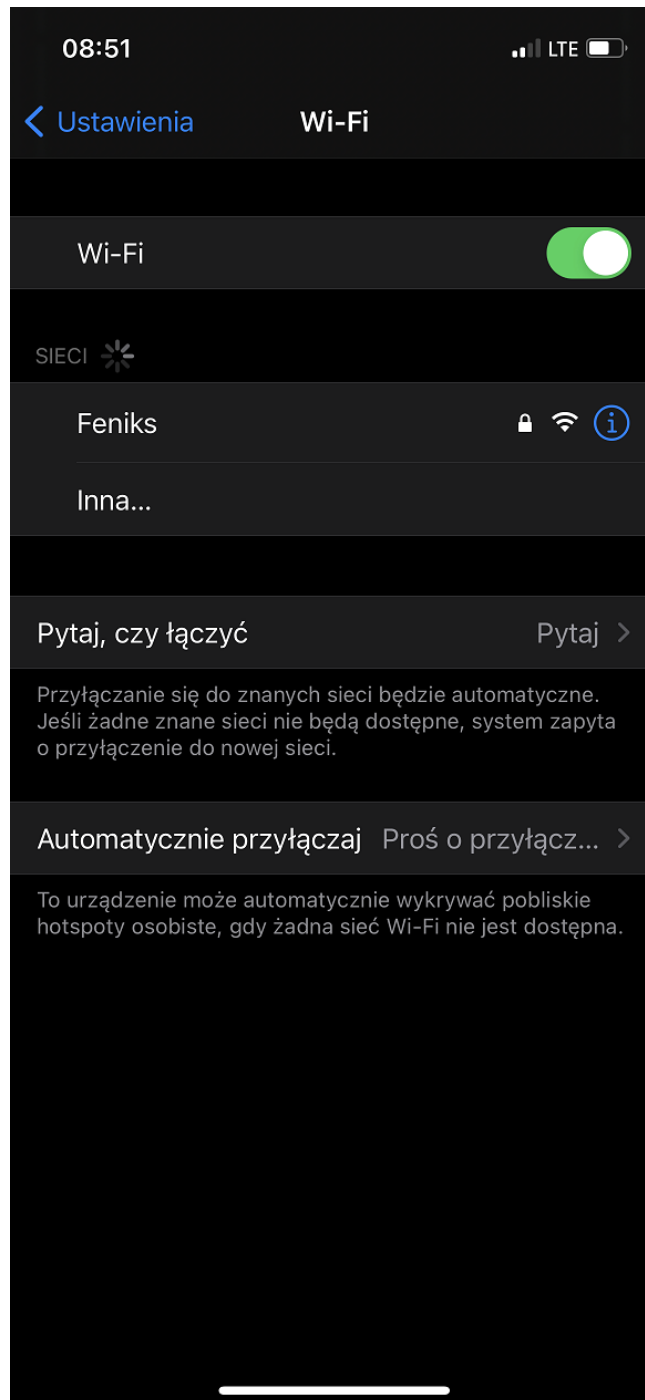 08:51 LTE
Ustawienia Wi-Fi
Wi-Fi
SIECI
Feniks
Inna...
Pytaj, czy łączyć Pytaj
Przyłączanie się do znanych sieci będzie automatyczne.
Jeśli żadne znane sieci nie będą dostępne, system zapyta
o przyłączenie do nowej sieci.
Automatycznie przyłączaj Proś o przyłącz...
To urządzenie może automatycznie wykrywać pobliskie
hotspoty osobiste, gdy żadna sieć Wi-Fi nie jest dostępna.